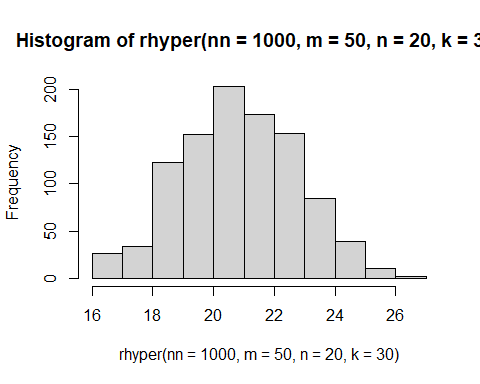 Histogram of rhyper(nn = 1000, m = 50, n = 20, k = 3
200
150
100
50
0
Frequency
16 18 20 22 24 26
rhyper(nn = 1000, m = 50, n = 20, k = 30)